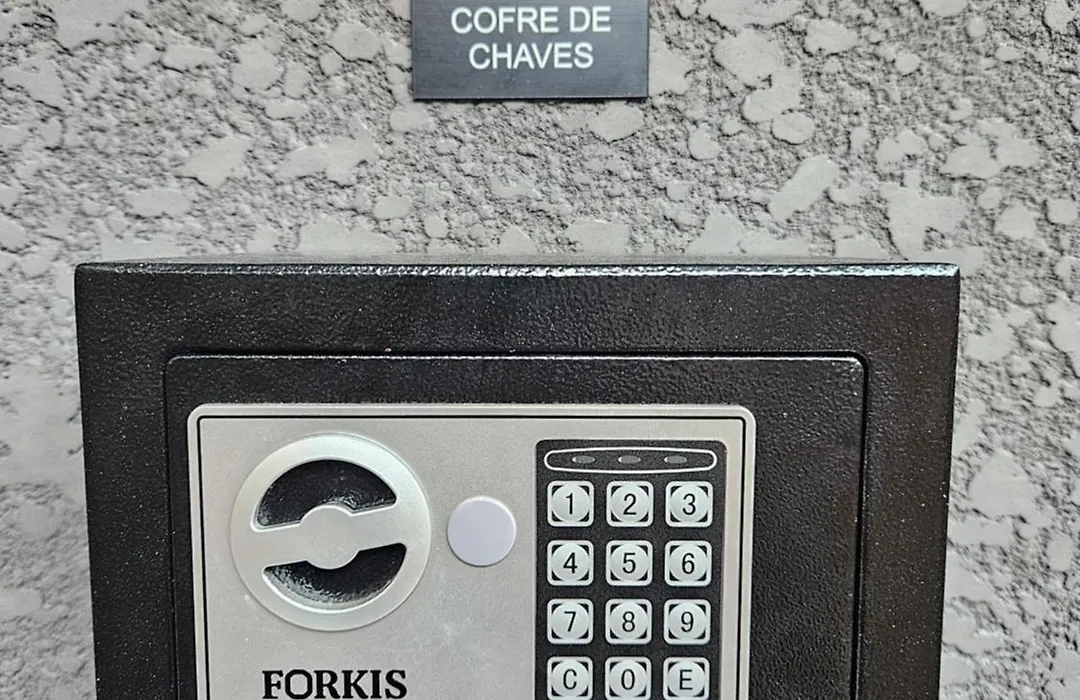 COFRE DE
CHAVES
1 2 3
4 5 6
7 8 9
C 0 E
FORKIS